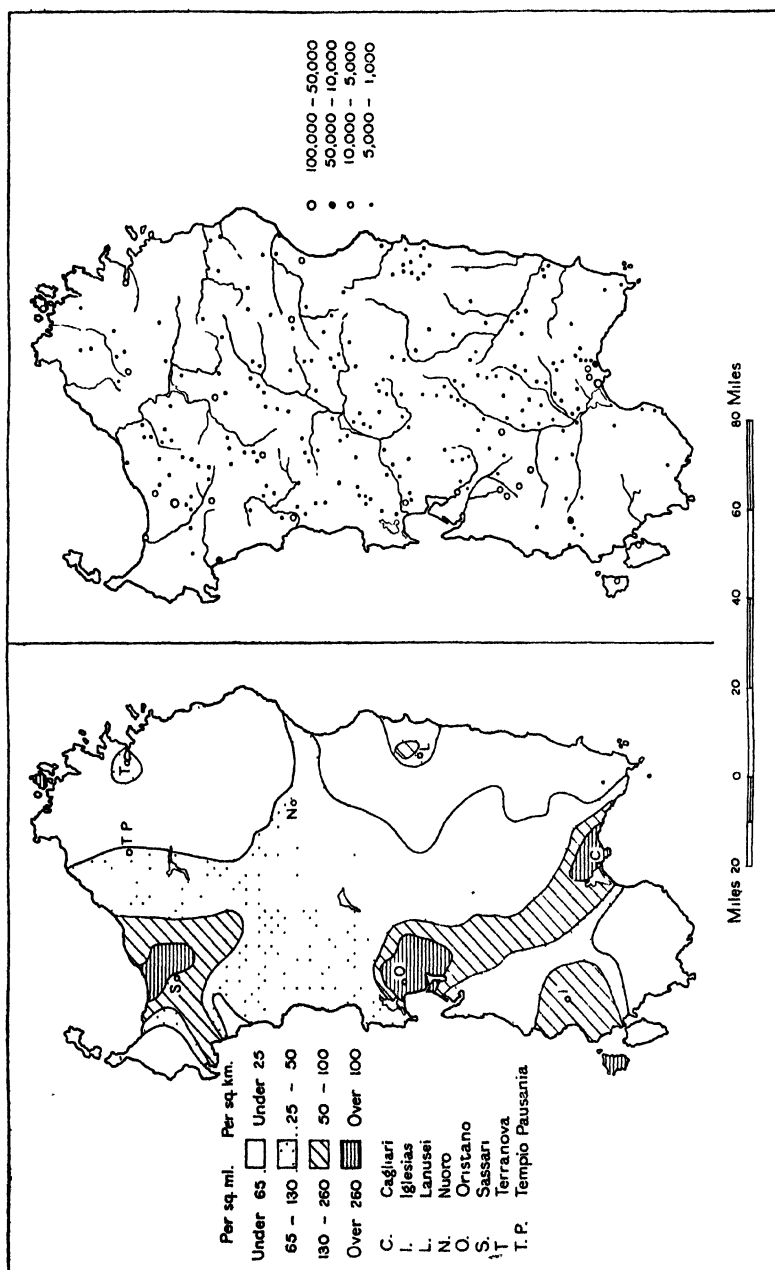 Per sq. ml. Per sq. km.
Under 65 Under 25
65 – 130 25 – 50
130 – 260 50 – 100
Over 260 Over 100
C. Cagliari
I. Iglesias
L. Lanusei
N. Nuoro
O. Oristano
S. Sassari
T Terranova
T. P. Tempio Pausania
T P
T
S
N
O
L
I
C
100,000 – 50,000
50,000 – 10,000
10,000 – 5,000
5,000 – 1,000
Miles 20 0 20 40 60 80 Miles